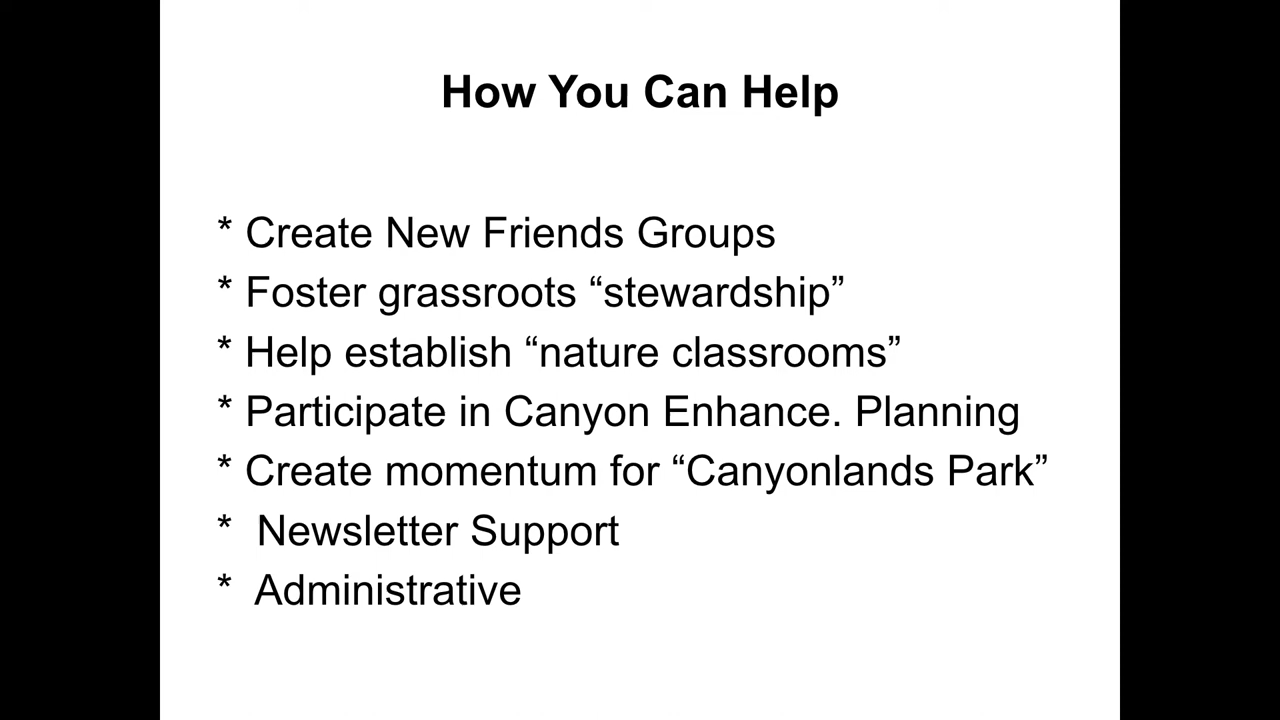 How You Can Help
* Create New Friends Groups
* Foster grassroots “stewardship”
* Help establish “nature classrooms”
* Participate in Canyon Enhance. Planning
* Create momentum for “Canyonlands Park”
*  Newsletter Support
*  Administrative